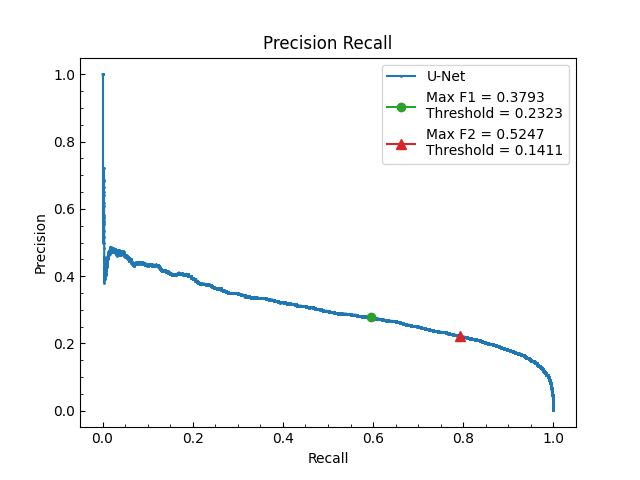 Precision Recall
U-Net
Max F1 = 0.3793
Threshold = 0.2323
Max F2 = 0.5247
Threshold = 0.1411
Precision
1.0
0.8
0.6
0.4
0.2
0.0
0.0 0.2 0.4 0.6 0.8 1.0
Recall